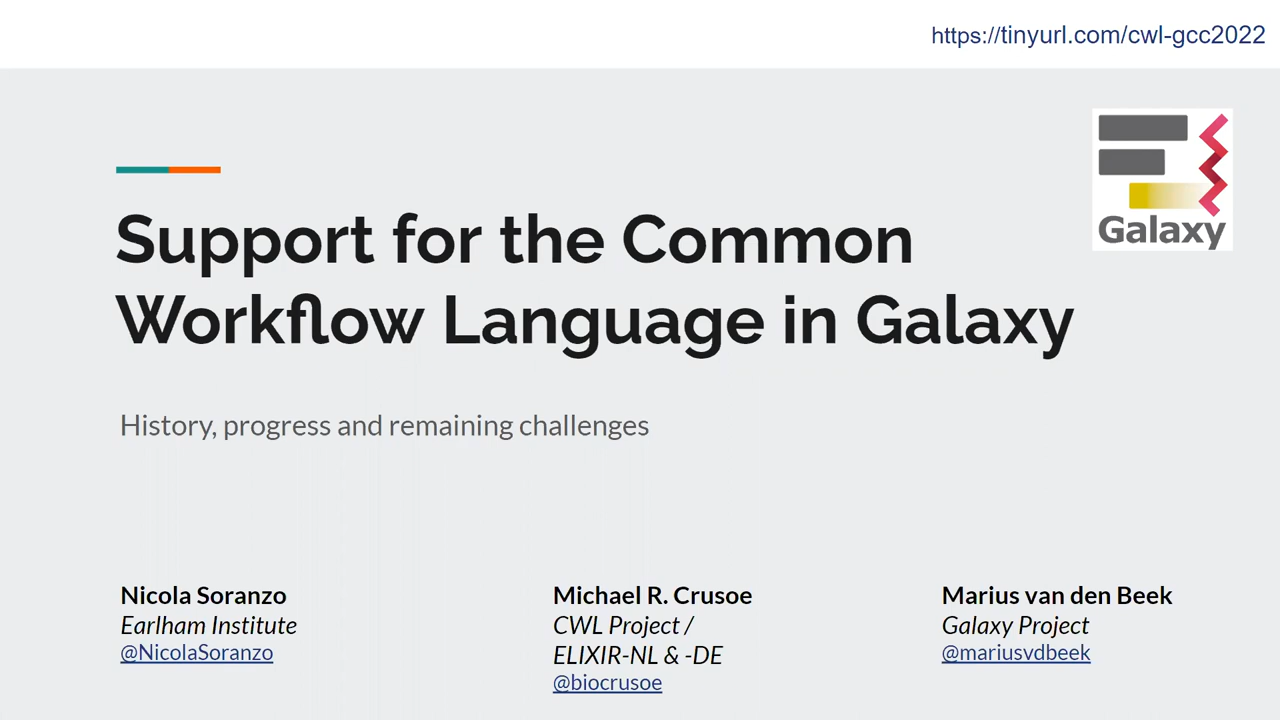 https://tinyurl.com/cwl-gcc2022
Galaxy
Support for the Common
Workflow Language in Galaxy
History, progress and remaining challenges
Nicola Soranzo
Earlham Institute
@NicolaSoranzo
Michael R. Crusoe
CWL Project /
ELIXIR-NL & -DE
@biocrusoe
Marius van den Beek
Galaxy Project
@mariusvdbeek